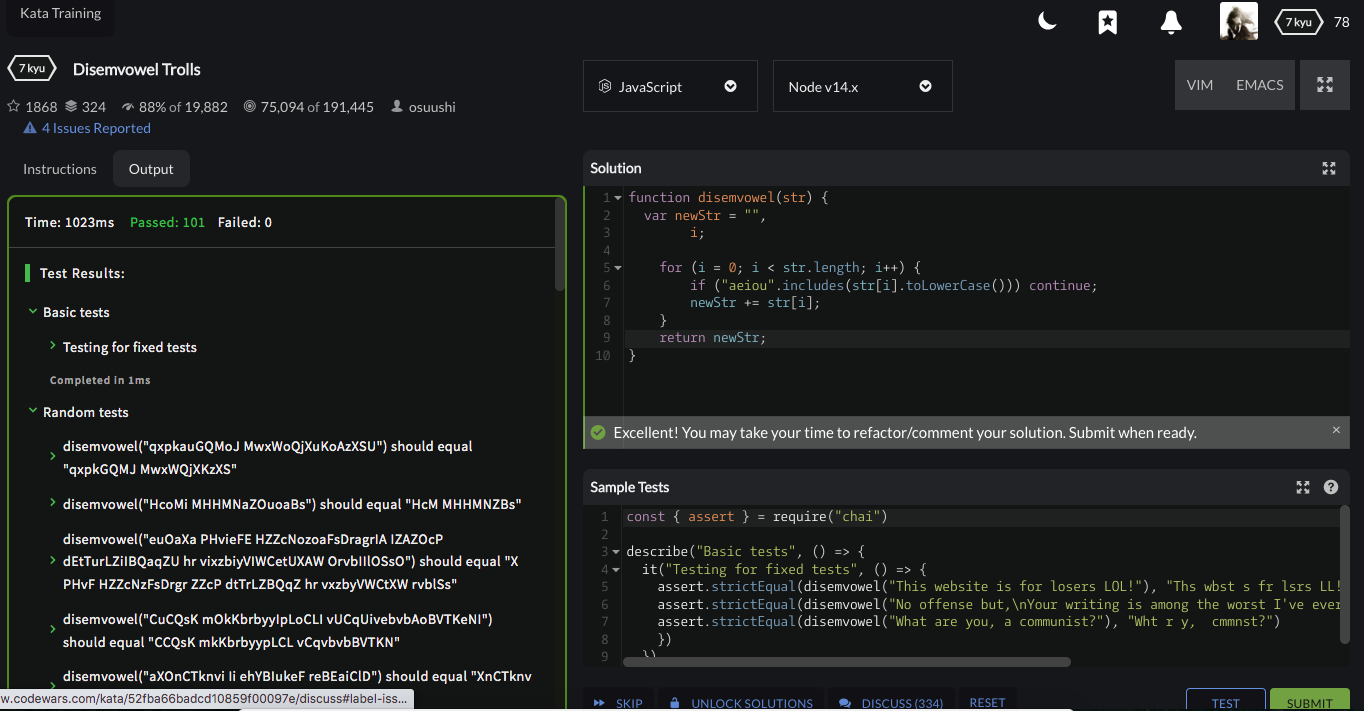 Kata Training
7 kyu
78
7 kyu
Disemvowel Trolls
1868 324 88% of 19,882 75,094 of 191,445 osuushi
4 Issues Reported
JavaScript
Node v14.x
VIM
EMACS
Instructions
Output
Time: 1023ms Passed: 101 Failed: 0
Test Results:
Basic tests
Testing for fixed tests
Completed in 1ms
Random tests
disemvowel("qxpkauGQMoJ MwxWoQjXuKoAzXSU") should equal
"qxpkGQMJ MwxWQjXKzXS"
disemvowel("HcoMi MHHMNaZOuoaBs") should equal "HcM MHHMNZBs"
disemvowel("euOaXa PHvieFE HZZcNozoaFsDragrIA IZAZOcP
dEtTurLZiIBQaqZU hr vixzbiyVIWCetUXAW OrvbIIlOSsO") should equal "X
PHvF HZZcNzFsDrgr ZZcP dtTrLZBQqZ hr vxzbyVWCtXW rvblSs"
disemvowel("CuCQsK mOkKbrbyyIpLoCLI vUCqUivebvbAoBVTKeNI")
should equal "CCQsK mkKbrbyypLCL vCqvbvbBVTKN"
disemvowel("aXOnCTknvi Ii ehYBIukeF reBEaiClD") should equal "XnCTknv
w.codewars.com/kata/52fba66badcd10859f00097e/discuss#label-iss...
Solution
1 function disemvowel(str) {
2 var newStr = "",
3 i;
4
5 for (i = 0; i < str.length; i++) {
6 if ("aeiou".includes(str[i].toLowerCase())) continue;
7 newStr += str[i];
8 }
9 return newStr;
10 }
Excellent! You may take your time to refactor/comment your solution. Submit when ready.
×
Sample Tests
?
1 const { assert } = require("chai")
2
3 describe("Basic tests", () => {
4 it("Testing for fixed tests", () => {
5 assert.strictEqual(disemvowel("This website is for losers LOL!"), "Ths wbst s fr lsrs LL!
6 assert.strictEqual(disemvowel("No offense but,\nYour writing is among the worst I've ever
7 assert.strictEqual(disemvowel("What are you, a communist?"), "Wht r y,  cmmnst?")
8 })
9 })
SKIP
UNLOCK SOLUTIONS
DISCUSS (334)
RESET
TEST
SUBMIT